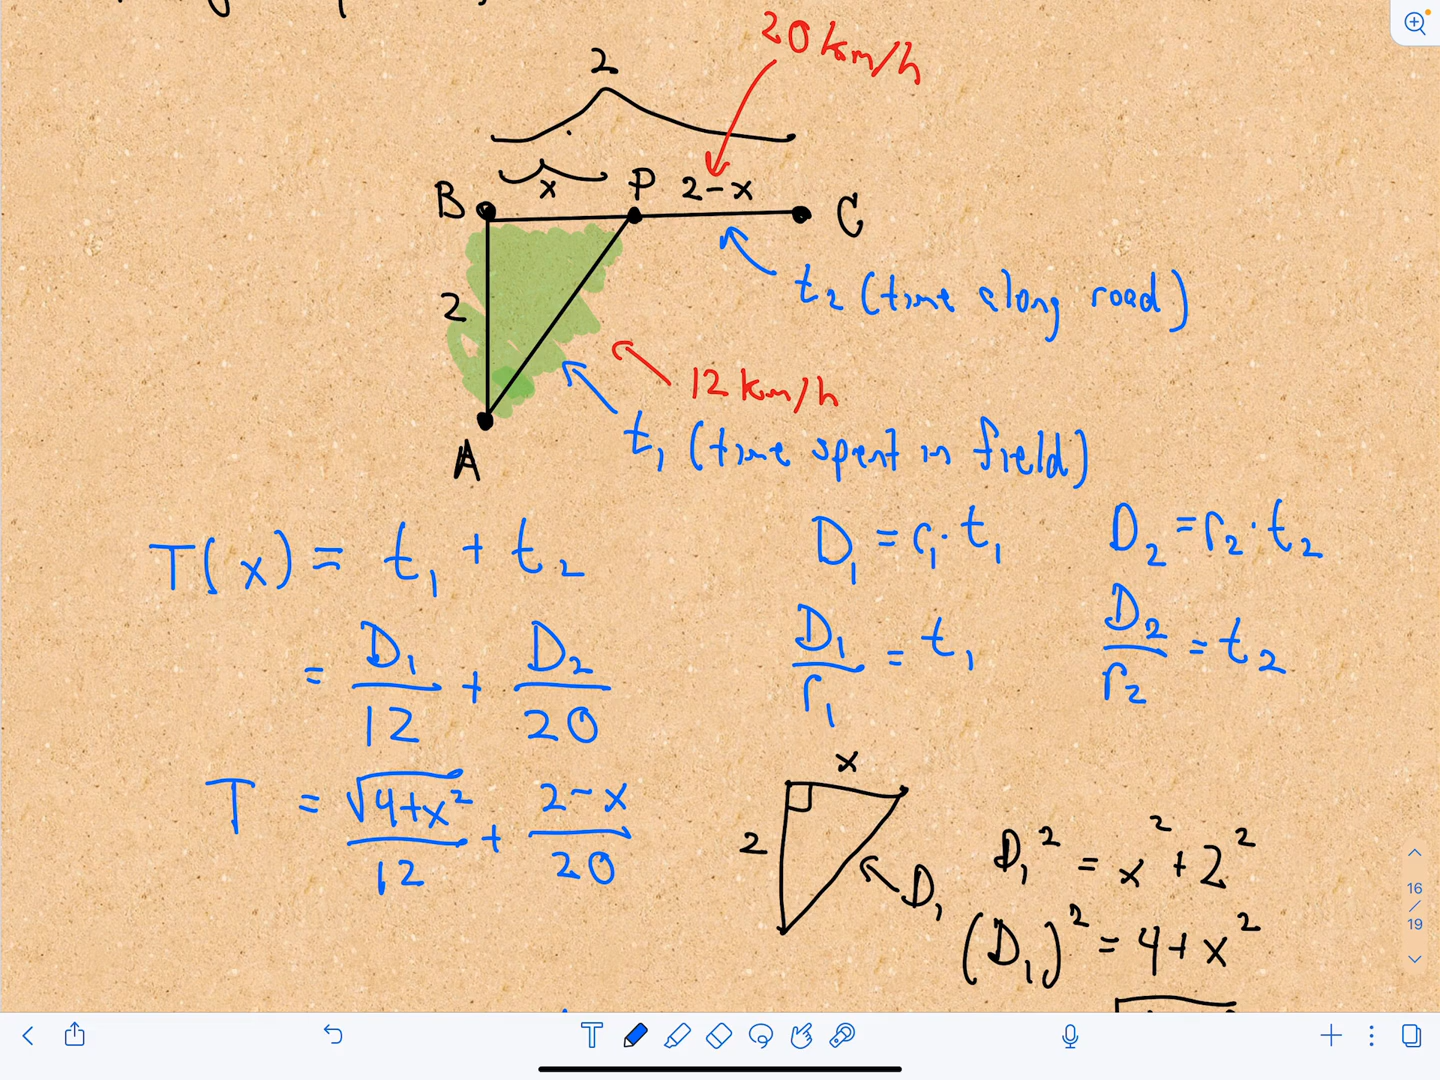 20 km/h
2
B x P 2-x C
2
t₂ (time along road)
12 km/h
t₁ (time spent in field)
A
T(x) = t₁ + t₂
= D₁/12 + D₂/20
T = √(4+x²)/12 + (2-x)/20
D₁ = r₁·t₁
D₁/r₁ = t₁
D₂ = r₂·t₂
D₂/r₂ = t₂
x
2
D₁
D₁² = x² + 2²
(D₁)² = 4+x²
16
/
19
T